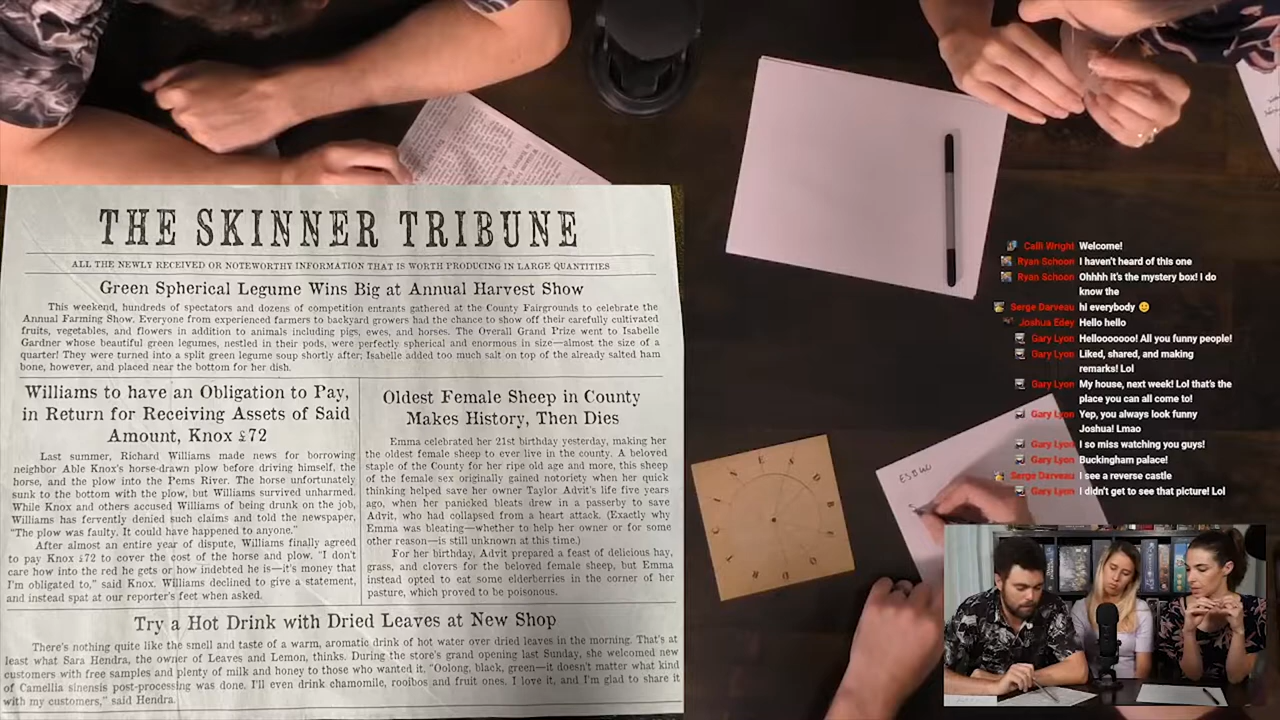 THE SKINNER TRIBUNE
ALL THE NEWLY RECEIVED OR NOTEWORTHY INFORMATION THAT IS WORTH PRODUCING IN LARGE QUANTITIES
Green Spherical Legume Wins Big at Annual Harvest Show
This weekend, hundreds of spectators and dozens of competition entrants gathered at the County Fairgrounds to celebrate the
Annual Farming Show. Everyone from experienced farmers to backyard growers had the chance to show off their carefully cultivated
fruits, vegetables, and flowers in addition to animals including pigs, ewes, and horses. The Overall Grand Prize went to Isabelle
Gardner whose beautiful green legumes, nestled in their pods, were perfectly spherical and enormous in size—almost the size of a
quarter! They were turned into a split green legume soup shortly after; Isabelle added too much salt on top of the already salted ham
bone, however, and placed near the bottom for her dish.
Williams to have an Obligation to Pay,
in Return for Receiving Assets of Said
Amount, Knox £72
Last summer, Richard Williams made news for borrowing
neighbor Able Knox's horse-drawn plow before driving himself, the
horse, and the plow into the Pems River. The horse unfortunately
sunk to the bottom with the plow, but Williams survived unharmed.
While Knox and others accused Williams of being drunk on the job,
Williams has fervently denied such claims and told the newspaper,
"The plow was faulty. It could have happened to anyone."
After almost an entire year of dispute, Williams finally agreed
to pay Knox £72 to cover the cost of the horse and plow. "I don't
care how into the red he gets or how indebted he is—it's money that
I'm obligated to," said Knox. Williams declined to give a statement,
and instead spat at our reporter's feet when asked.
Oldest Female Sheep in County
Makes History, Then Dies
Emma celebrated her 21st birthday yesterday, making her
the oldest female sheep to ever live in the county. A beloved
staple of the County for her ripe old age and more, this sheep
of the female sex originally gained notoriety when her quick
thinking helped save her owner Taylor Advit's life five years
ago, when her panicked bleats drew in a passerby to save
Advit, who had collapsed from a heart attack. (Exactly why
Emma was bleating—whether to help her owner or for some
other reason—is still unknown at this time.)
For her birthday, Advit prepared a feast of delicious hay,
grass, and clovers for the beloved female sheep, but Emma
instead opted to eat some elderberries in the corner of her
pasture, which proved to be poisonous.
Try a Hot Drink with Dried Leaves at New Shop
There's nothing quite like the smell and taste of a warm, aromatic drink of hot water over dried leaves in the morning. That's at
least what Sara Hendra, the owner of Leaves and Lemon, thinks. During the store's grand opening last Sunday, she welcomed new
customers with free samples and plenty of milk and honey to those who wanted it. "Oolong, black, green—it doesn't matter what kind
of Camellia sinensis post-processing was done. I'll even drink chamomile, rooibos and fruit ones. I love it, and I'm glad to share it
with my customers," said Hendra.
Calli Wright Welcome!
Ryan Schoon I haven't heard of this one
Ryan Schoon Ohhhh it's the mystery box! I do
know the
Serge Darveau hi everybody 🙂
Joshua Edey Hello hello
Gary Lyon Hellooooooo! All you funny people!
Gary Lyon Liked, shared, and making
remarks! Lol
Gary Lyon My house, next week! Lol that's the
place you can all come to!
Gary Lyon Yep, you always look funny
Joshua! Lmao
Gary Lyon I so miss watching you guys!
Gary Lyon Buckingham palace!
Serge Darveau I see a reverse castle
Gary Lyon I didn't get to see that picture! Lol